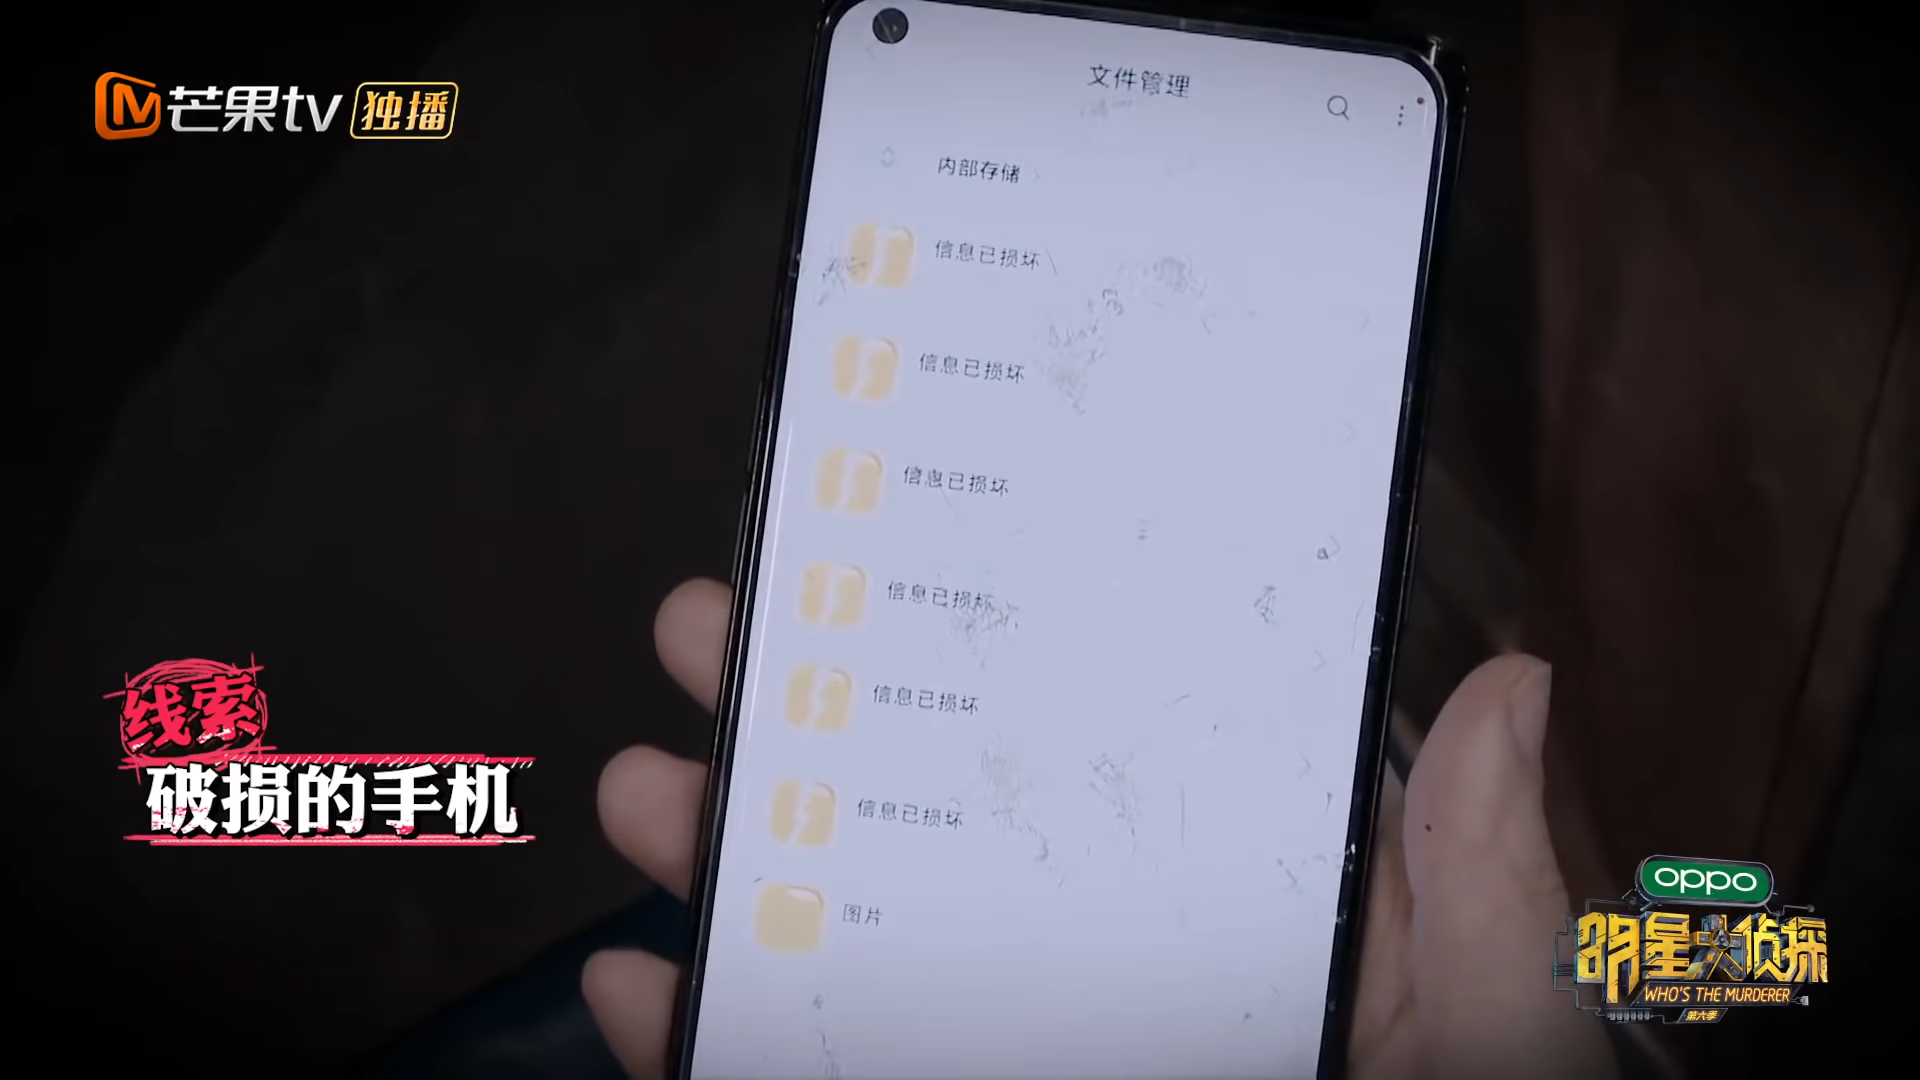 芒果tv 独播
文件管理
内部存储
信息已损坏
信息已损坏
信息已损坏
信息已损坏
信息已损坏
信息已损坏
图片
线索
破损的手机
oppo
明星大侦探
WHO'S THE MURDERER
第六季